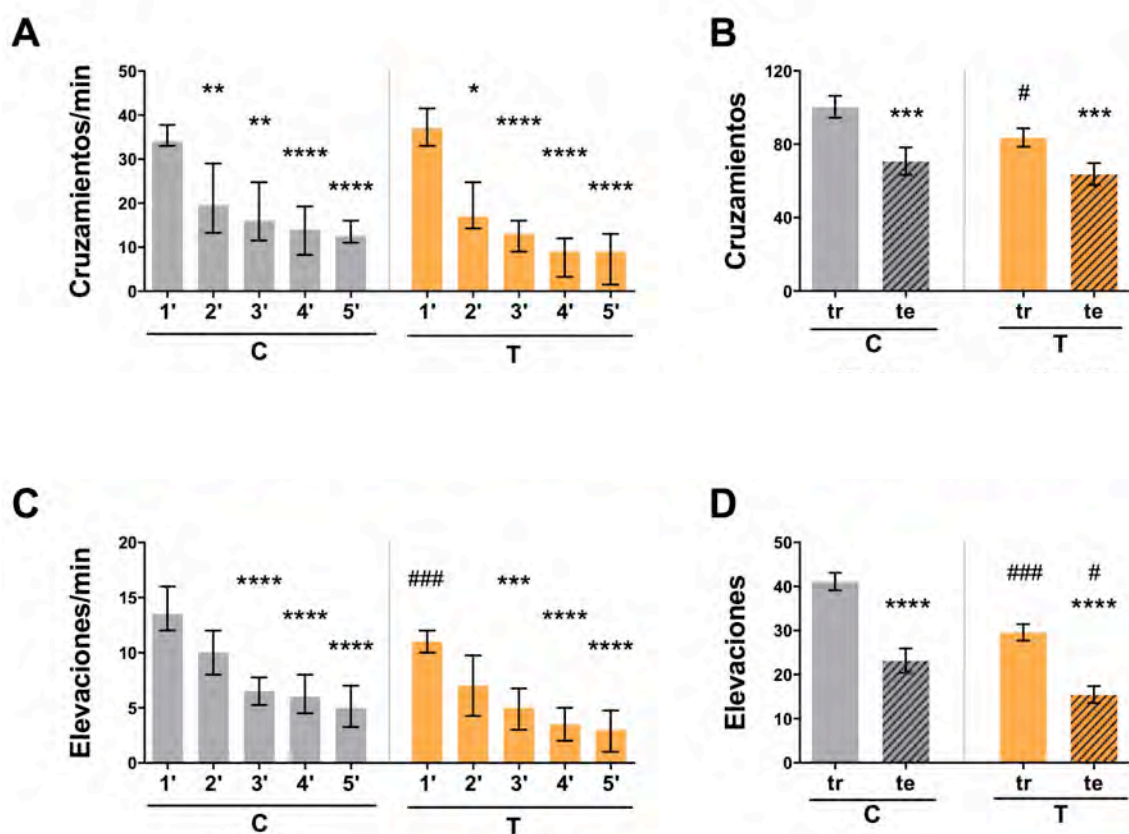 A
Cruzamientos/min
50
40
30
20
10
0
** ** **** ****
* **** **** ****
1' 2' 3' 4' 5' 1' 2' 3' 4' 5'
C T
B
Cruzamientos
120
80
40
0
*** # ***
tr te tr te
C T
C
Elevaciones/min
20
15
10
5
0
**** **** ****
### *** **** ****
1' 2' 3' 4' 5' 1' 2' 3' 4' 5'
C T
D
Elevaciones
50
40
30
20
10
0
### #
**** ****
tr te tr te
C T